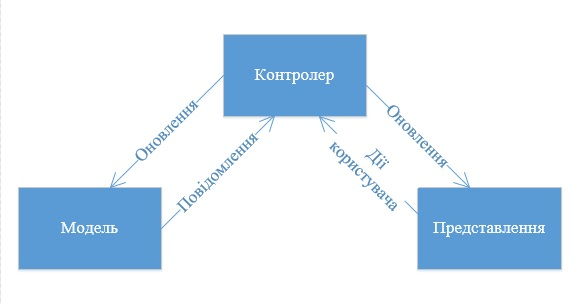 Контролер
Оновлення
Повідомлення
Дії
користувача
Оновлення
Модель
Представлення